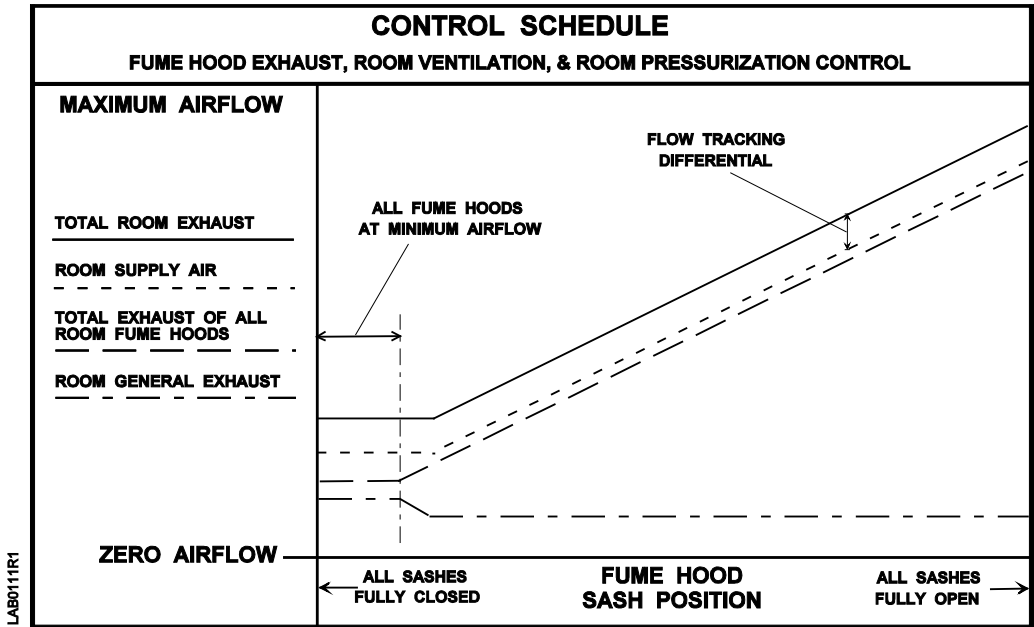 CONTROL SCHEDULE
FUME HOOD EXHAUST, ROOM VENTILATION, & ROOM PRESSURIZATION CONTROL
MAXIMUM AIRFLOW
FLOW TRACKING
DIFFERENTIAL
ALL FUME HOODS
AT MINIMUM AIRFLOW
TOTAL ROOM EXHAUST
ROOM SUPPLY AIR
TOTAL EXHAUST OF ALL
ROOM FUME HOODS
ROOM GENERAL EXHAUST
ZERO AIRFLOW
ALL SASHES
FULLY CLOSED
FUME HOOD
SASH POSITION
ALL SASHES
FULLY OPEN
LAB0111R1